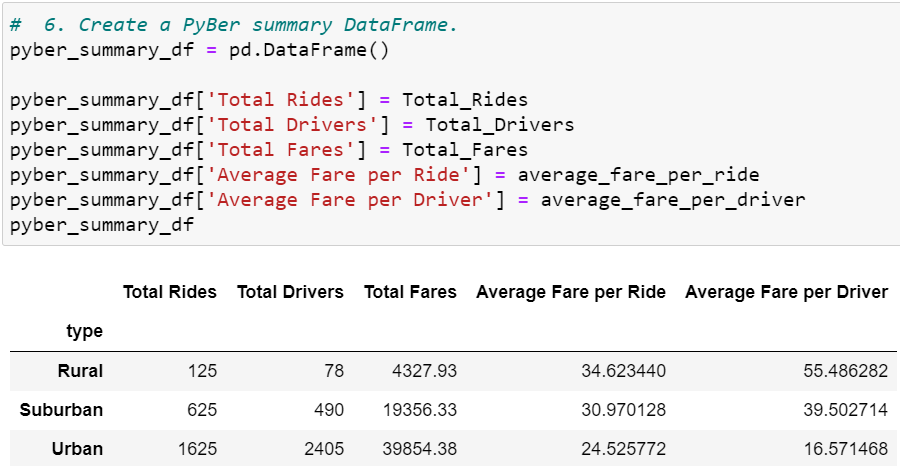 #  6. Create a PyBer summary DataFrame.
pyber_summary_df = pd.DataFrame()
pyber_summary_df['Total Rides'] = Total_Rides
pyber_summary_df['Total Drivers'] = Total_Drivers
pyber_summary_df['Total Fares'] = Total_Fares
pyber_summary_df['Average Fare per Ride'] = average_fare_per_ride
pyber_summary_df['Average Fare per Driver'] = average_fare_per_driver
pyber_summary_df
Total Rides Total Drivers Total Fares Average Fare per Ride Average Fare per Driver
type
Rural 125 78 4327.93 34.623440 55.486282
Suburban 625 490 19356.33 30.970128 39.502714
Urban 1625 2405 39854.38 24.525772 16.571468